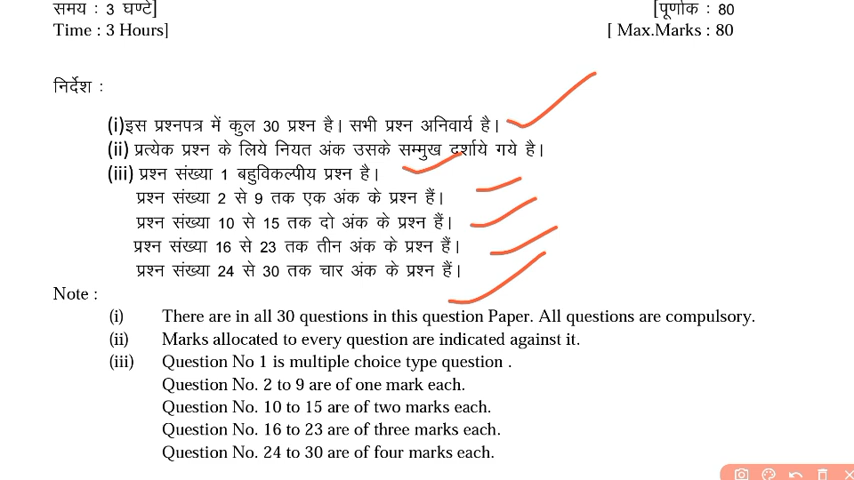 समय : 3 घण्टे]
[पूर्णांक : 80
Time : 3 Hours]
[ Max.Marks : 80
निर्देश :
(i)इस प्रश्नपत्र में कुल 30 प्रश्न है। सभी प्रश्न अनिवार्य है।
(ii) प्रत्येक प्रश्न के लिये नियत अंक उसके सम्मुख दर्शाये गये है।
(iii) प्रश्न संख्या 1 बहुविकल्पीय प्रश्न है।
प्रश्न संख्या 2 से 9 तक एक अंक के प्रश्न हैं।
प्रश्न संख्या 10 से 15 तक दो अंक के प्रश्न हैं।
प्रश्न संख्या 16 से 23 तक तीन अंक के प्रश्न हैं।
प्रश्न संख्या 24 से 30 तक चार अंक के प्रश्न हैं।
Note :
(i) There are in all 30 questions in this question Paper. All questions are compulsory.
(ii) Marks allocated to every question are indicated against it.
(iii) Question No 1 is multiple choice type question .
Question No. 2 to 9 are of one mark each.
Question No. 10 to 15 are of two marks each.
Question No. 16 to 23 are of three marks each.
Question No. 24 to 30 are of four marks each.